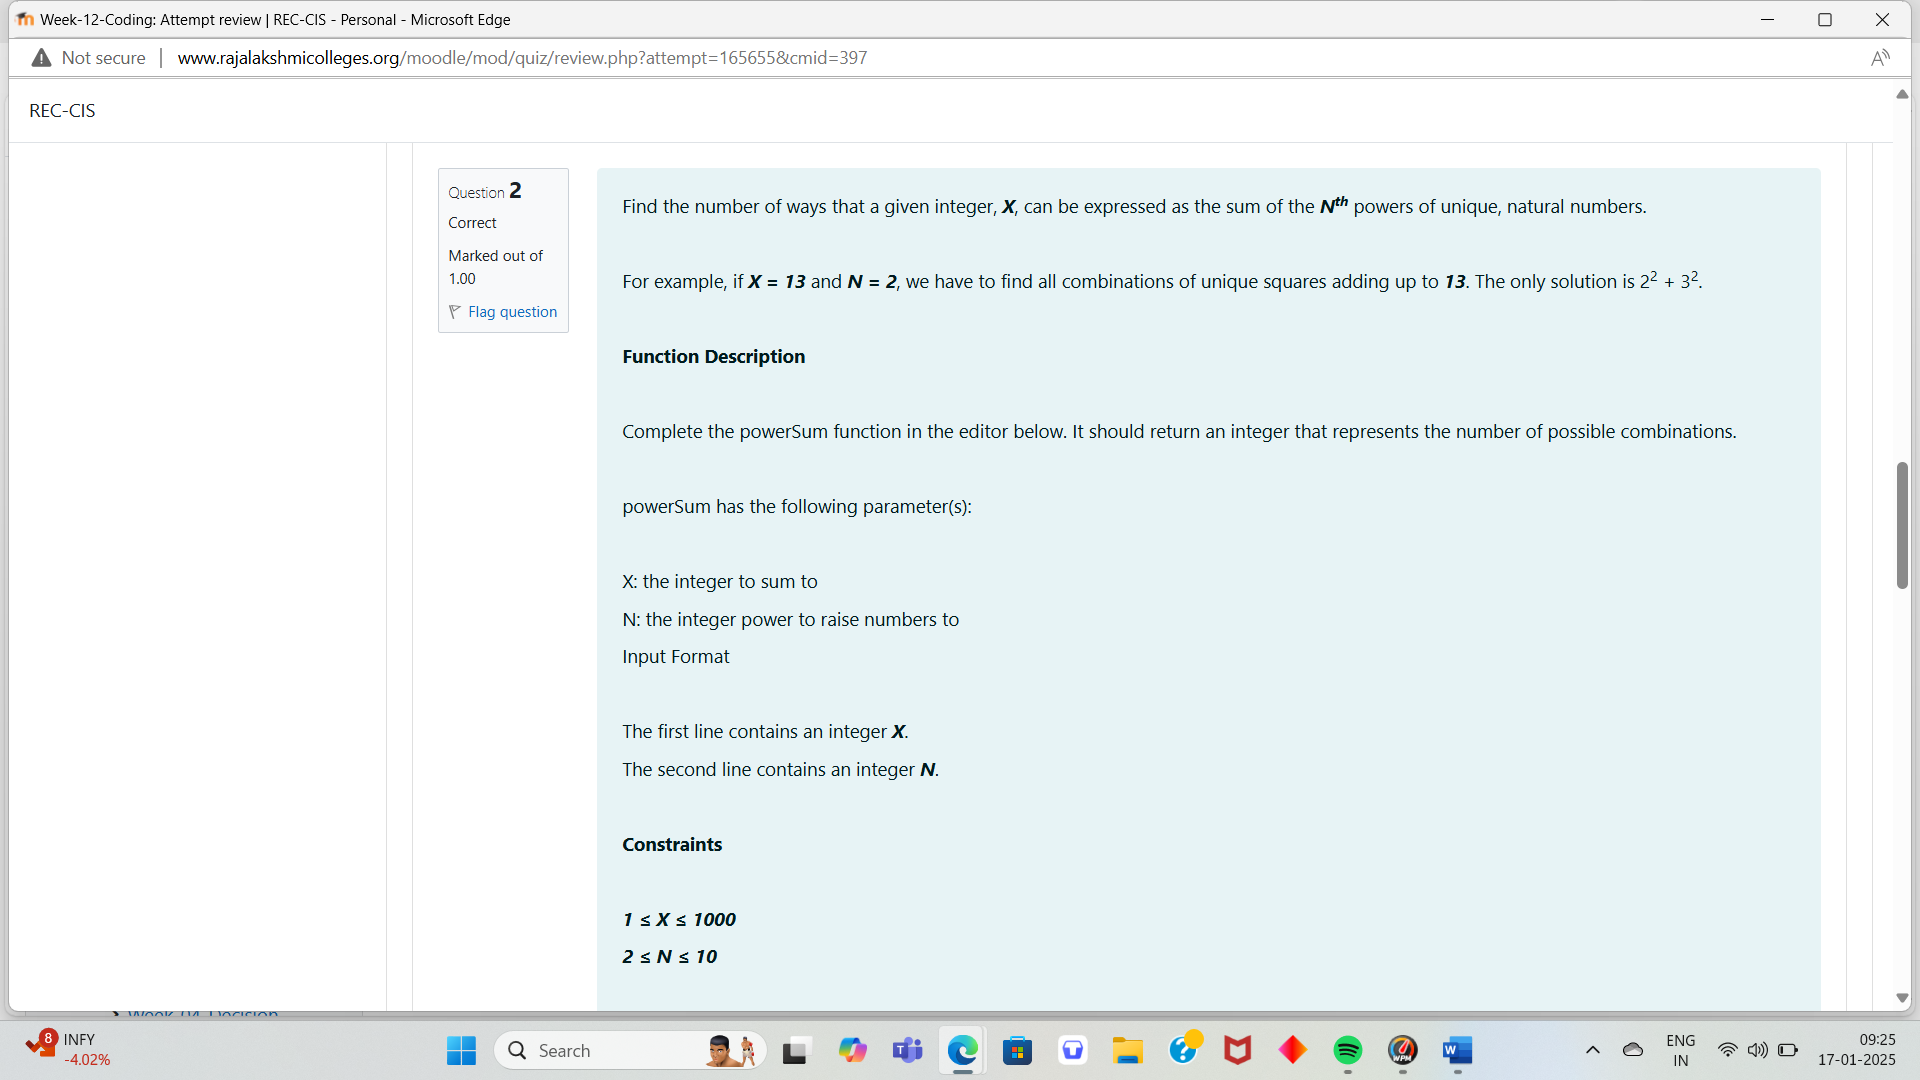 Week-12-Coding: Attempt review | REC-CIS - Personal - Microsoft Edge
Not secure | www.rajalakshmicolleges.org/moodle/mod/quiz/review.php?attempt=165655&cmid=397
REC-CIS
Question 2
Correct
Marked out of
1.00
Flag question
Find the number of ways that a given integer, X, can be expressed as the sum of the Nth powers of unique, natural numbers.
For example, if X = 13 and N = 2, we have to find all combinations of unique squares adding up to 13. The only solution is 2² + 3².
Function Description
Complete the powerSum function in the editor below. It should return an integer that represents the number of possible combinations.
powerSum has the following parameter(s):
X: the integer to sum to
N: the integer power to raise numbers to
Input Format
The first line contains an integer X.
The second line contains an integer N.
Constraints
1 ≤ X ≤ 1000
2 ≤ N ≤ 10
8
INFY
-4.02%
Search
WPM
ENG
IN
09:25
17-01-2025